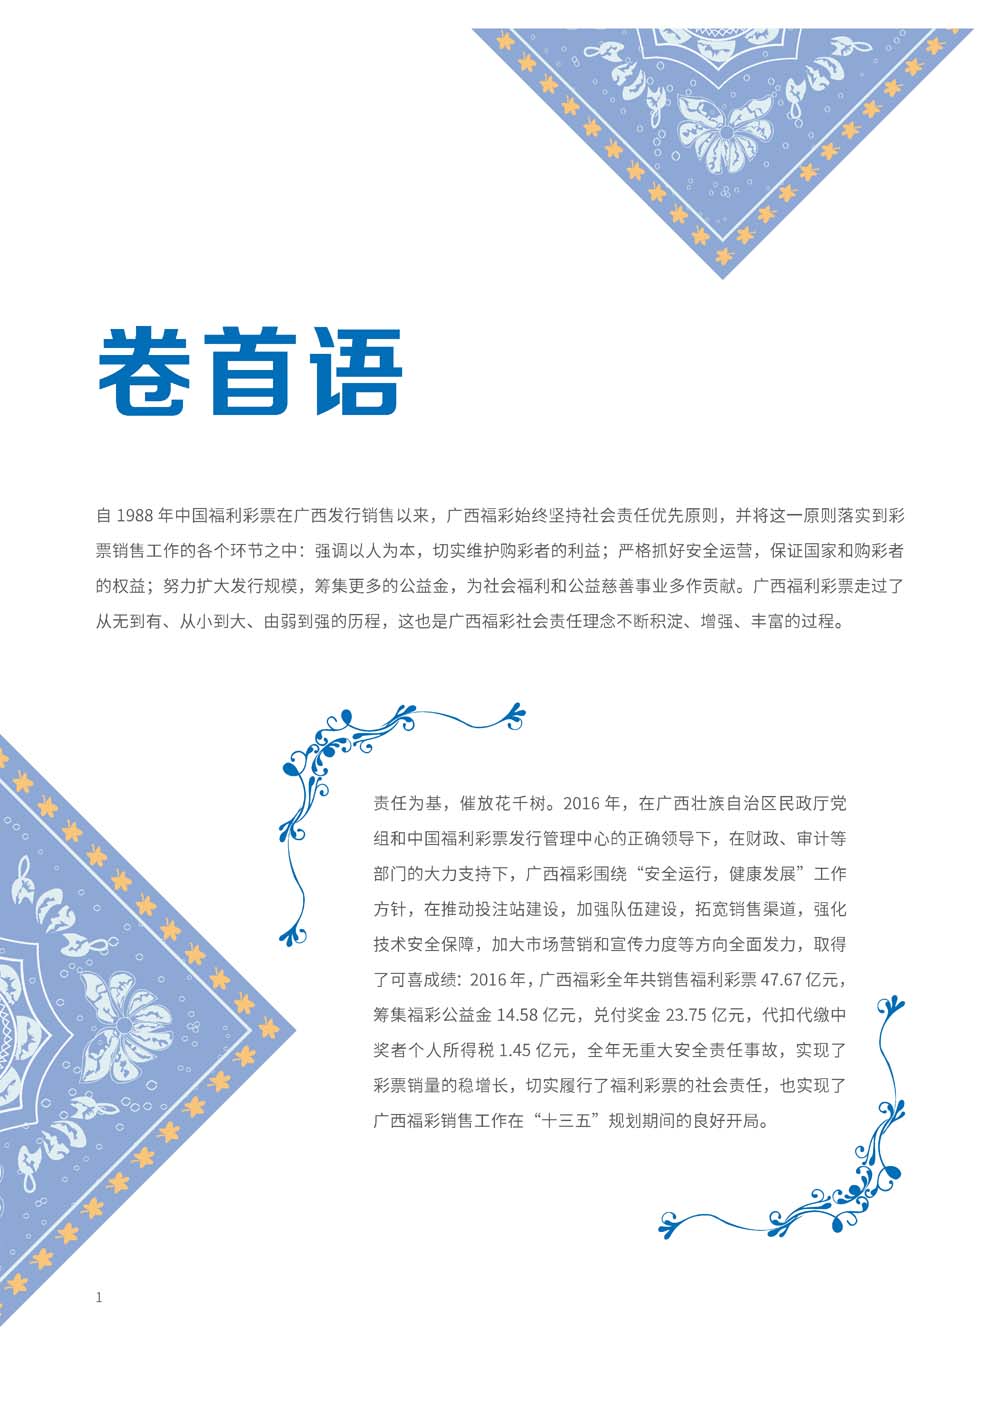 卷首语
自 1988 年中国福利彩票在广西发行销售以来，广西福彩始终坚持社会责任优先原则，并将这一原则落实到彩
票销售工作的各个环节之中：强调以人为本，切实维护购彩者的利益；严格抓好安全运营，保证国家和购彩者
的权益；努力扩大发行规模，筹集更多的公益金，为社会福利和公益慈善事业多作贡献。广西福利彩票走过了
从无到有、从小到大、由弱到强的历程，这也是广西福彩社会责任理念不断积淀、增强、丰富的过程。
责任为基，催放花千树。2016 年，在广西壮族自治区民政厅党
组和中国福利彩票发行管理中心的正确领导下，在财政、审计等
部门的大力支持下，广西福彩围绕“安全运行，健康发展”工作
方针，在推动投注站建设，加强队伍建设，拓宽销售渠道，强化
技术安全保障，加大市场营销和宣传力度等方向全面发力，取得
了可喜成绩：2016 年，广西福彩全年共销售福利彩票 47.67 亿元，
筹集福彩公益金 14.58 亿元，兑付奖金 23.75 亿元，代扣代缴中
奖者个人所得税 1.45 亿元，全年无重大安全责任事故，实现了
彩票销量的稳增长，切实履行了福利彩票的社会责任，也实现了
广西福彩销售工作在“十三五”规划期间的良好开局。
1